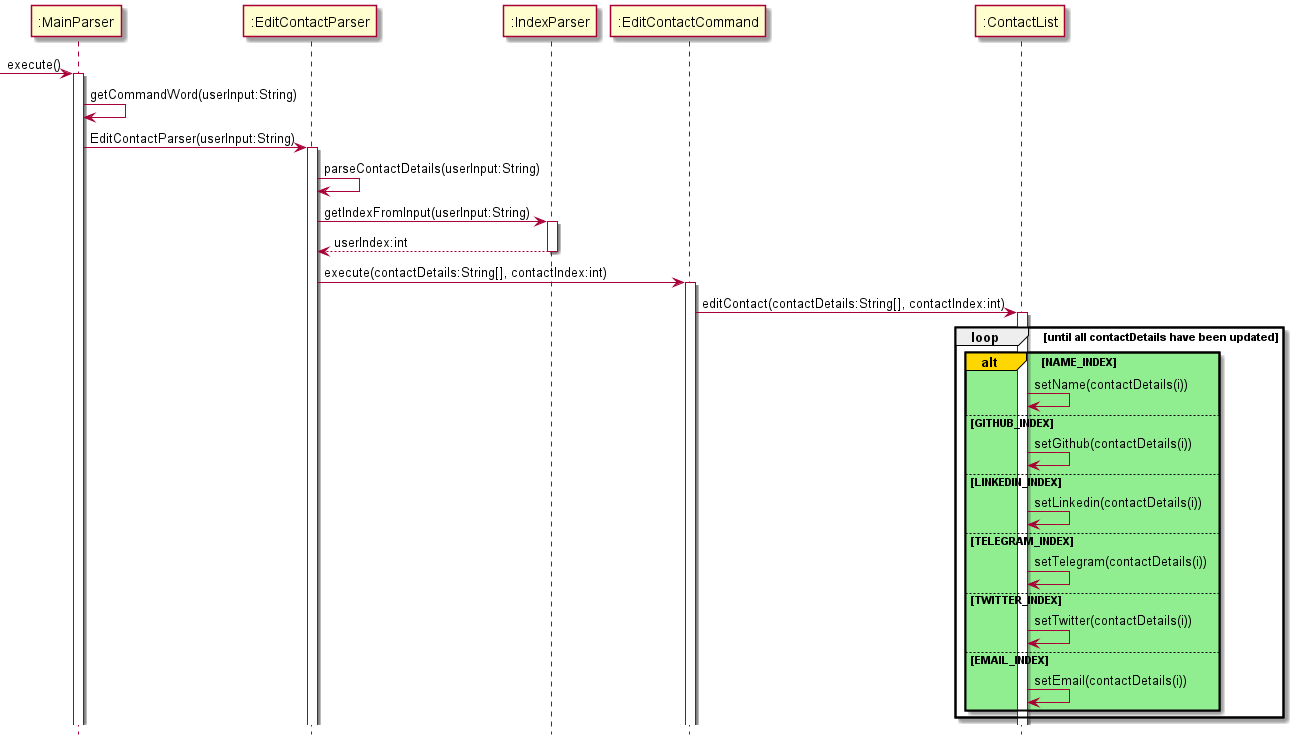 :MainParser
:EditContactParser
:IndexParser
:EditContactCommand
:ContactList
execute()
getCommandWord(userInput:String)
EditContactParser(userInput:String)
parseContactDetails(userInput:String)
getIndexFromInput(userInput:String)
userIndex:int
execute(contactDetails:String[], contactIndex:int)
editContact(contactDetails:String[], contactIndex:int)
loop [until all contactDetails have been updated]
alt [NAME_INDEX]
setName(contactDetails(i))
[GITHUB_INDEX]
setGithub(contactDetails(i))
[LINKEDIN_INDEX]
setLinkedin(contactDetails(i))
[TELEGRAM_INDEX]
setTelegram(contactDetails(i))
[TWITTER_INDEX]
setTwitter(contactDetails(i))
[EMAIL_INDEX]
setEmail(contactDetails(i))